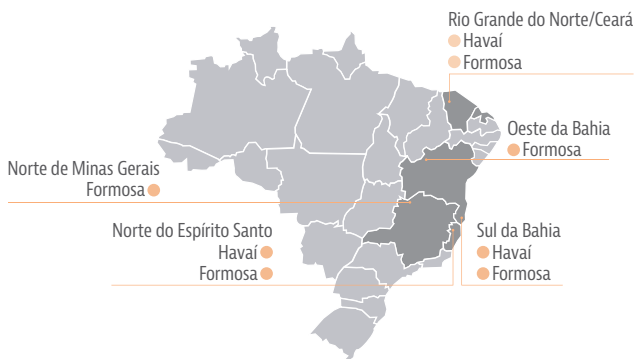 Rio Grande do Norte/Ceará
Havaí
Formosa
Oeste da Bahia
Formosa
Norte de Minas Gerais
Formosa
Norte do Espírito Santo
Havaí
Formosa
Sul da Bahia
Havaí
Formosa